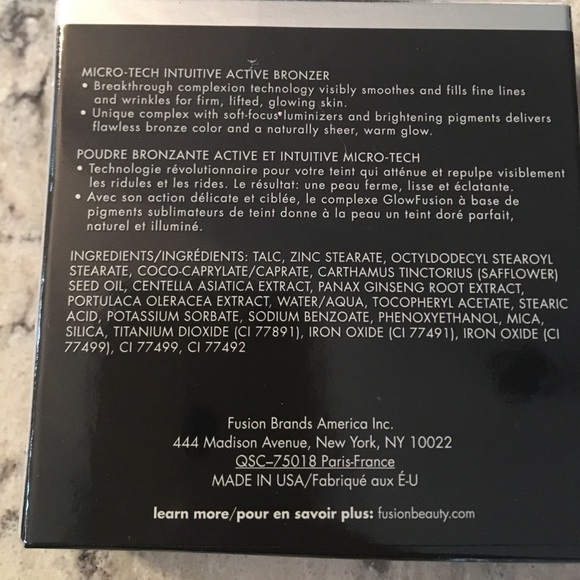 MICRO-TECH INTUITIVE ACTIVE BRONZER
• Breakthrough complexion technology visibly smoothes and fills fine lines
and wrinkles for firm, lifted, glowing skin.
• Unique complex with soft-focus luminizers and brightening pigments delivers
flawless bronze color and a naturally sheer, warm glow.
POUDRE BRONZANTE ACTIVE ET INTUITIVE MICRO-TECH
• Technologie révolutionnaire pour votre teint qui atténue et repulpe visiblement
les ridules et les rides. Le résultat: une peau ferme, lisse et éclatante.
• Avec son action délicate et ciblée, le complexe GlowFusion à base de
pigments sublimateurs de teint donne à la peau un teint doré parfait,
naturel et illuminé.
INGREDIENTS/INGRÉDIENTS: TALC, ZINC STEARATE, OCTYLDODECYL STEAROYL
STEARATE, COCO-CAPRYLATE/CAPRATE, CARTHAMUS TINCTORIUS (SAFFLOWER)
SEED OIL, CENTELLA ASIATICA EXTRACT, PANAX GINSENG ROOT EXTRACT,
PORTULACA OLERACEA EXTRACT, WATER/AQUA, TOCOPHERYL ACETATE, STEARIC
ACID, POTASSIUM SORBATE, SODIUM BENZOATE, PHENOXYETHANOL, MICA,
SILICA, TITANIUM DIOXIDE (CI 77891), IRON OXIDE (CI 77491), IRON OXIDE (CI
77499), CI 77499, CI 77492
Fusion Brands America Inc.
444 Madison Avenue, New York, NY 10022
QSC–75018 Paris-France
MADE IN USA/Fabriqué aux É-U
learn more/pour en savoir plus: fusionbeauty.com